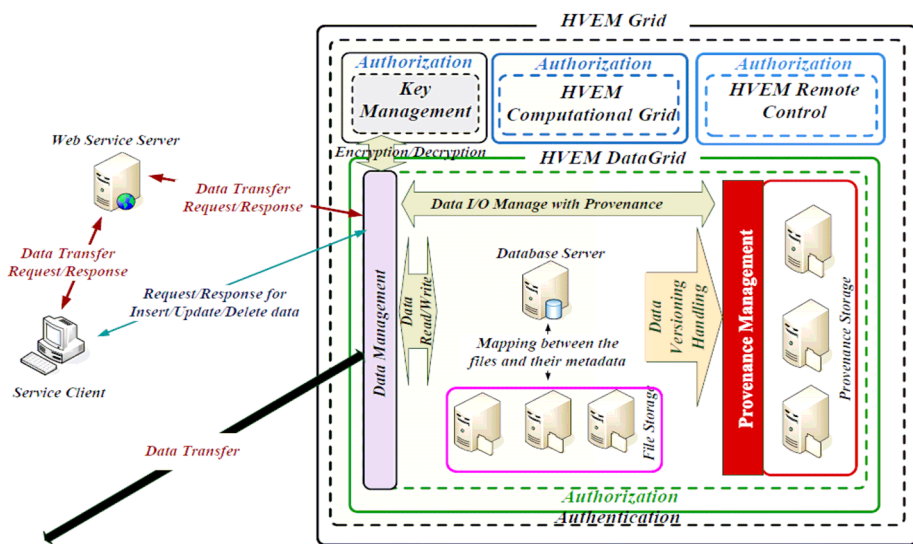 HVEM Grid
Authorization
Key
Management
Authorization
HVEM
Computational Grid
Authorization
HVEM Remote
Control
Encryption/Decryption
HVEM DataGrid
Web Service Server
Data Transfer
Request/Response
Data Transfer
Request/Response
Request/Response for
Insert/Update/Delete data
Service Client
Data Transfer
Data Management
Data I/O Manage with Provenance
Data
Read/Write
Database Server
Mapping between the
files and their metadata
File Storage
Data
Versioning
Handling
Provenance Management
Provenance Storage
Authorization
Authentication